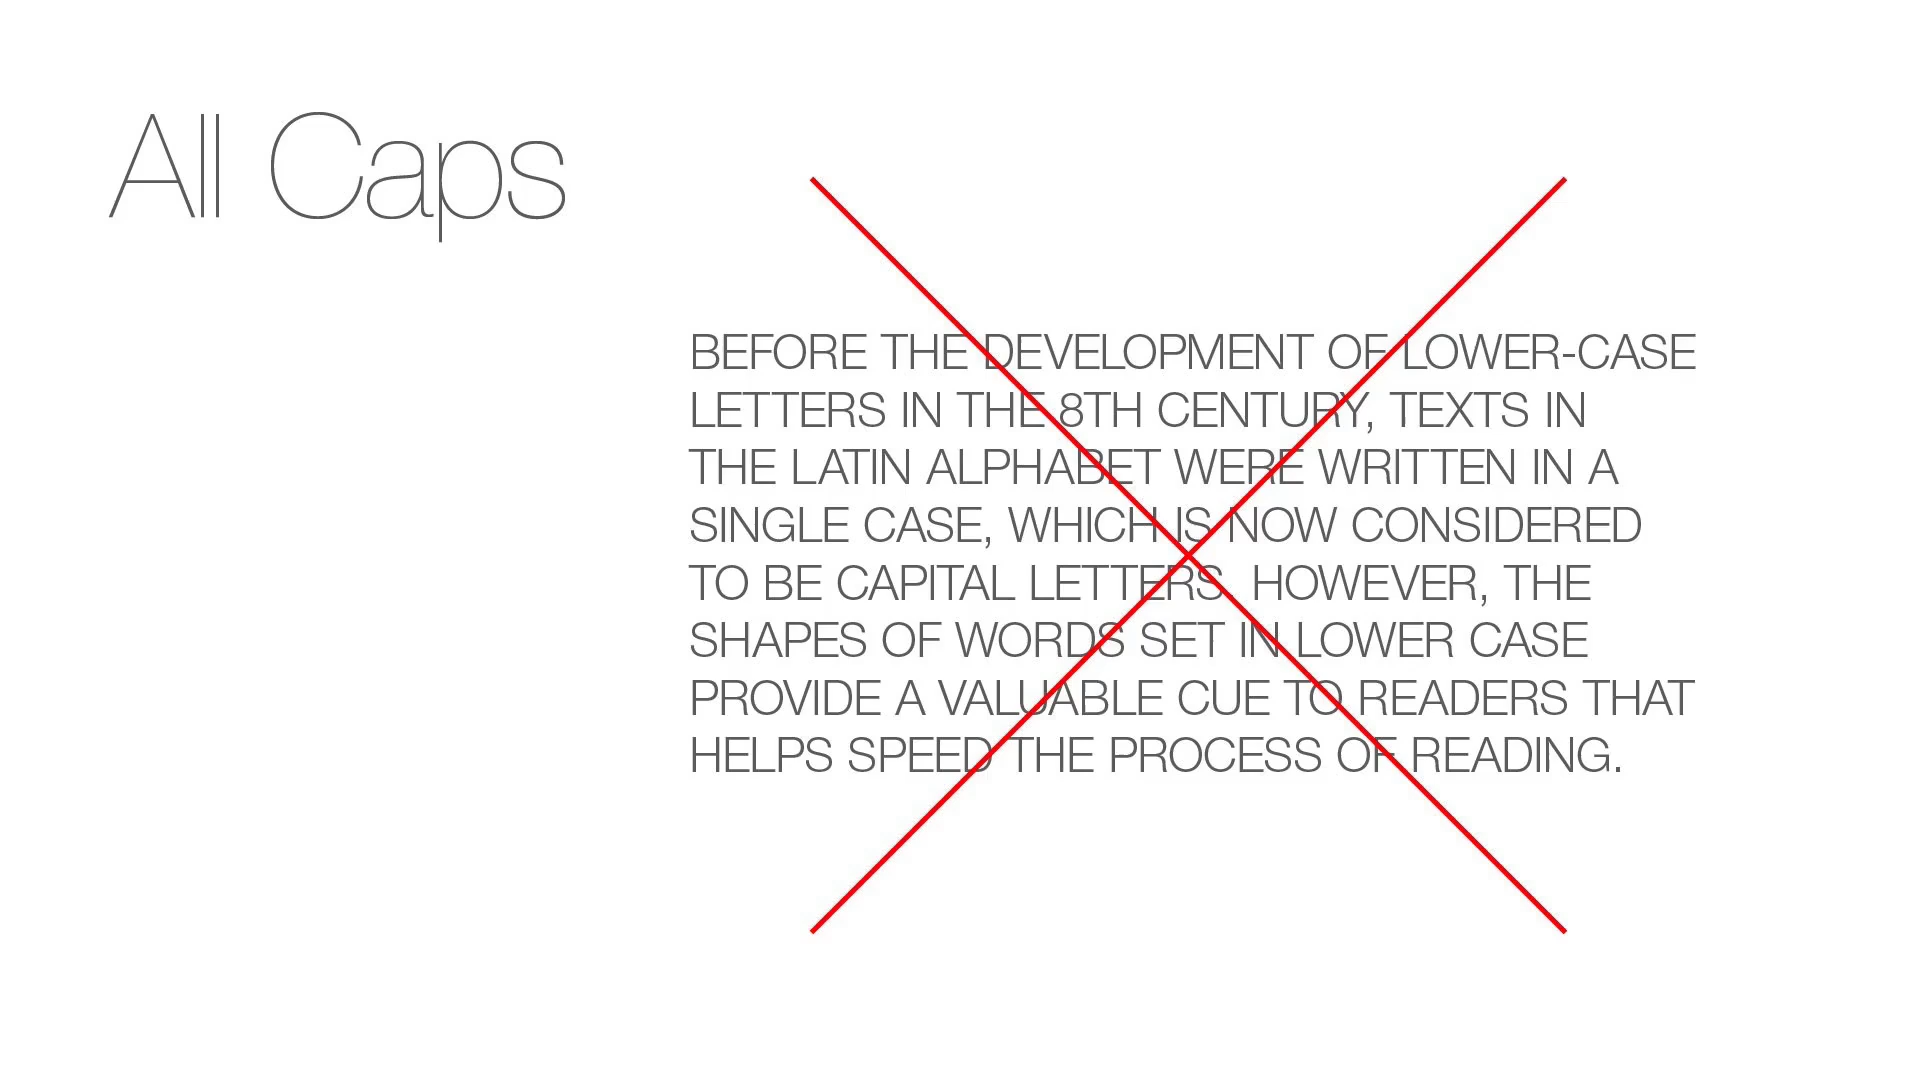 All Caps
BEFORE THE DEVELOPMENT OF LOWER-CASE
LETTERS IN THE 8TH CENTURY, TEXTS IN
THE LATIN ALPHABET WERE WRITTEN IN A
SINGLE CASE, WHICH IS NOW CONSIDERED
TO BE CAPITAL LETTERS. HOWEVER, THE
SHAPES OF WORDS SET IN LOWER CASE
PROVIDE A VALUABLE CUE TO READERS THAT
HELPS SPEED THE PROCESS OF READING.